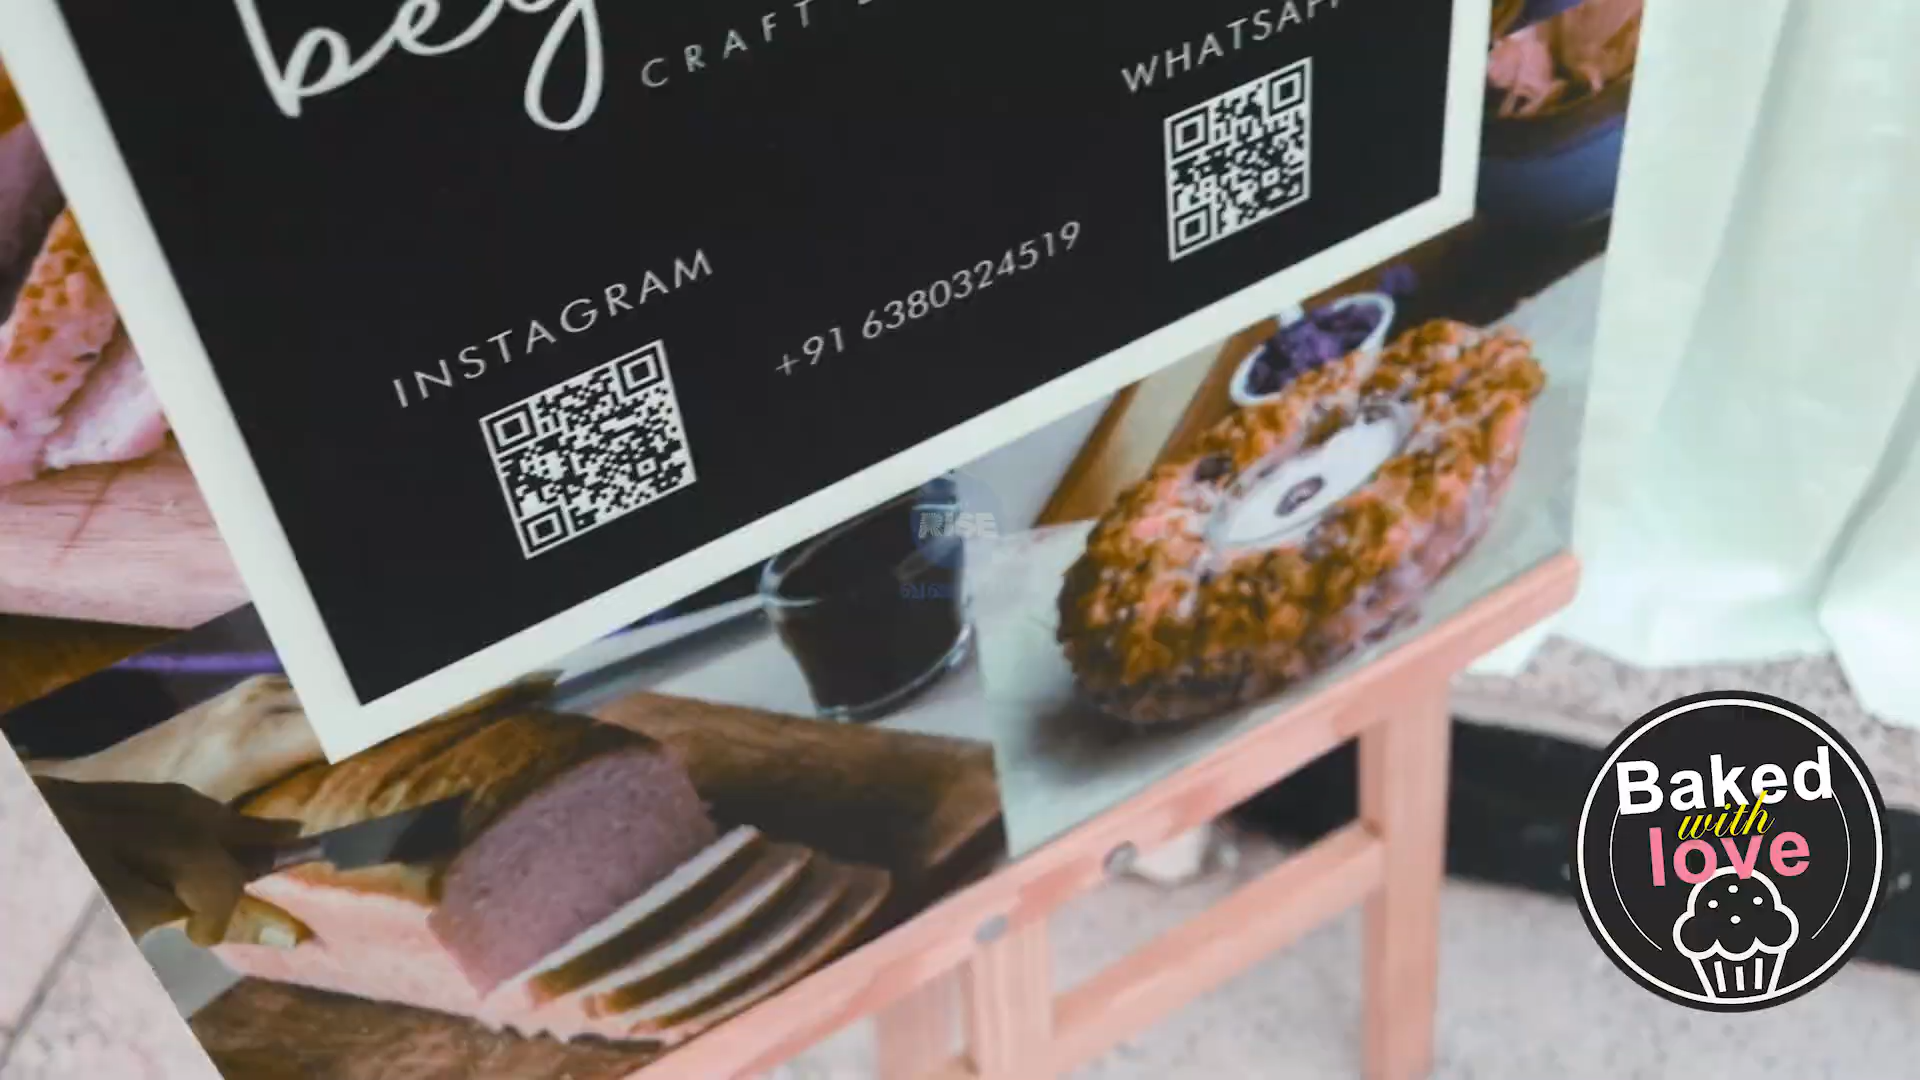 CRAFT
WHATSAPP
INSTAGRAM
+91 6380324519
RiSE
Baked
with
love